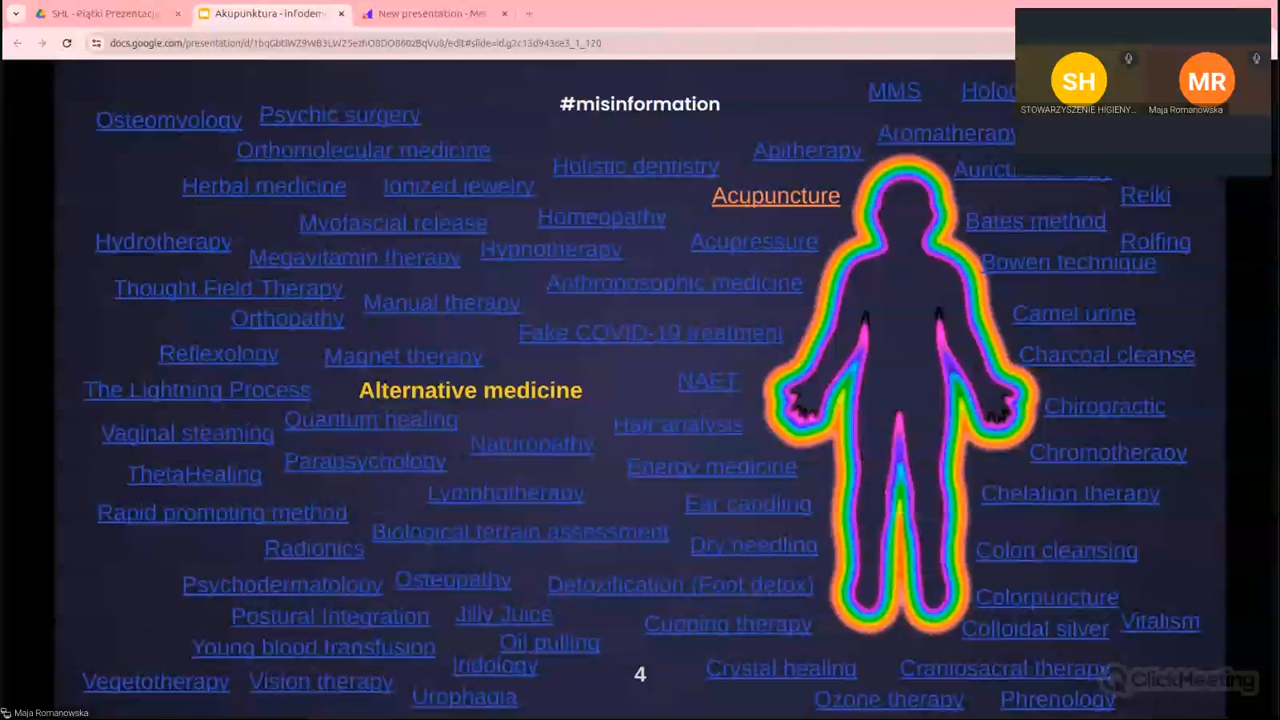 SHL - Piątki Prezentacj
Akupunktura - infodem
New presentation - Me
docs.google.com/presentation/d/
SH
MR
STOWARZYSZENIE HIGIENY...
Maja Romanowska
#misinformation
MMS
Osteomyology
Psychic surgery
Orthomolecular medicine
Holistic dentistry
Apitherapy
Aromatherapy
Herbal medicine
Ionized jewelry
Acupuncture
Reiki
Myofascial release
Homeopathy
Bates method
Hydrotherapy
Megavitamin therapy
Hypnotherapy
Acupressure
Rolfing
Bowen technique
Thought Field Therapy
Manual therapy
Anthroposophic medicine
Orthopathy
Camel urine
Fake COVID-19 treatment
Reflexology
Magnet therapy
Charcoal cleanse
The Lightning Process
Alternative medicine
NAET
Chiropractic
Vaginal steaming
Quantum healing
Naturopathy
Hair analysis
Chromotherapy
ThetaHealing
Parapsychology
Energy medicine
Lymphotherapy
Ear candling
Chelation therapy
Rapid prompting method
Biological terrain assessment
Radionics
Dry needling
Colon cleansing
Psychodermatology
Osteopathy
Detoxification (Foot detox)
Colorpuncture
Postural Integration
Jilly Juice
Cupping therapy
Colloidal silver
Vitalism
Young blood transfusion
Oil pulling
Iridology
Crystal healing
Craniosacral therapy
Vegetotherapy
Vision therapy
Urophagia
Ozone therapy
Phrenology
4
ClickMeeting
Maja Romanowska